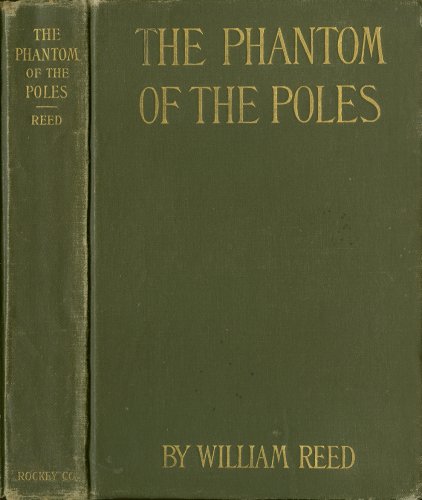 THE
PHANTOM
OF THE
POLES
REED
ROCKEY CO.
THE PHANTOM
OF THE POLES
BY WILLIAM REED